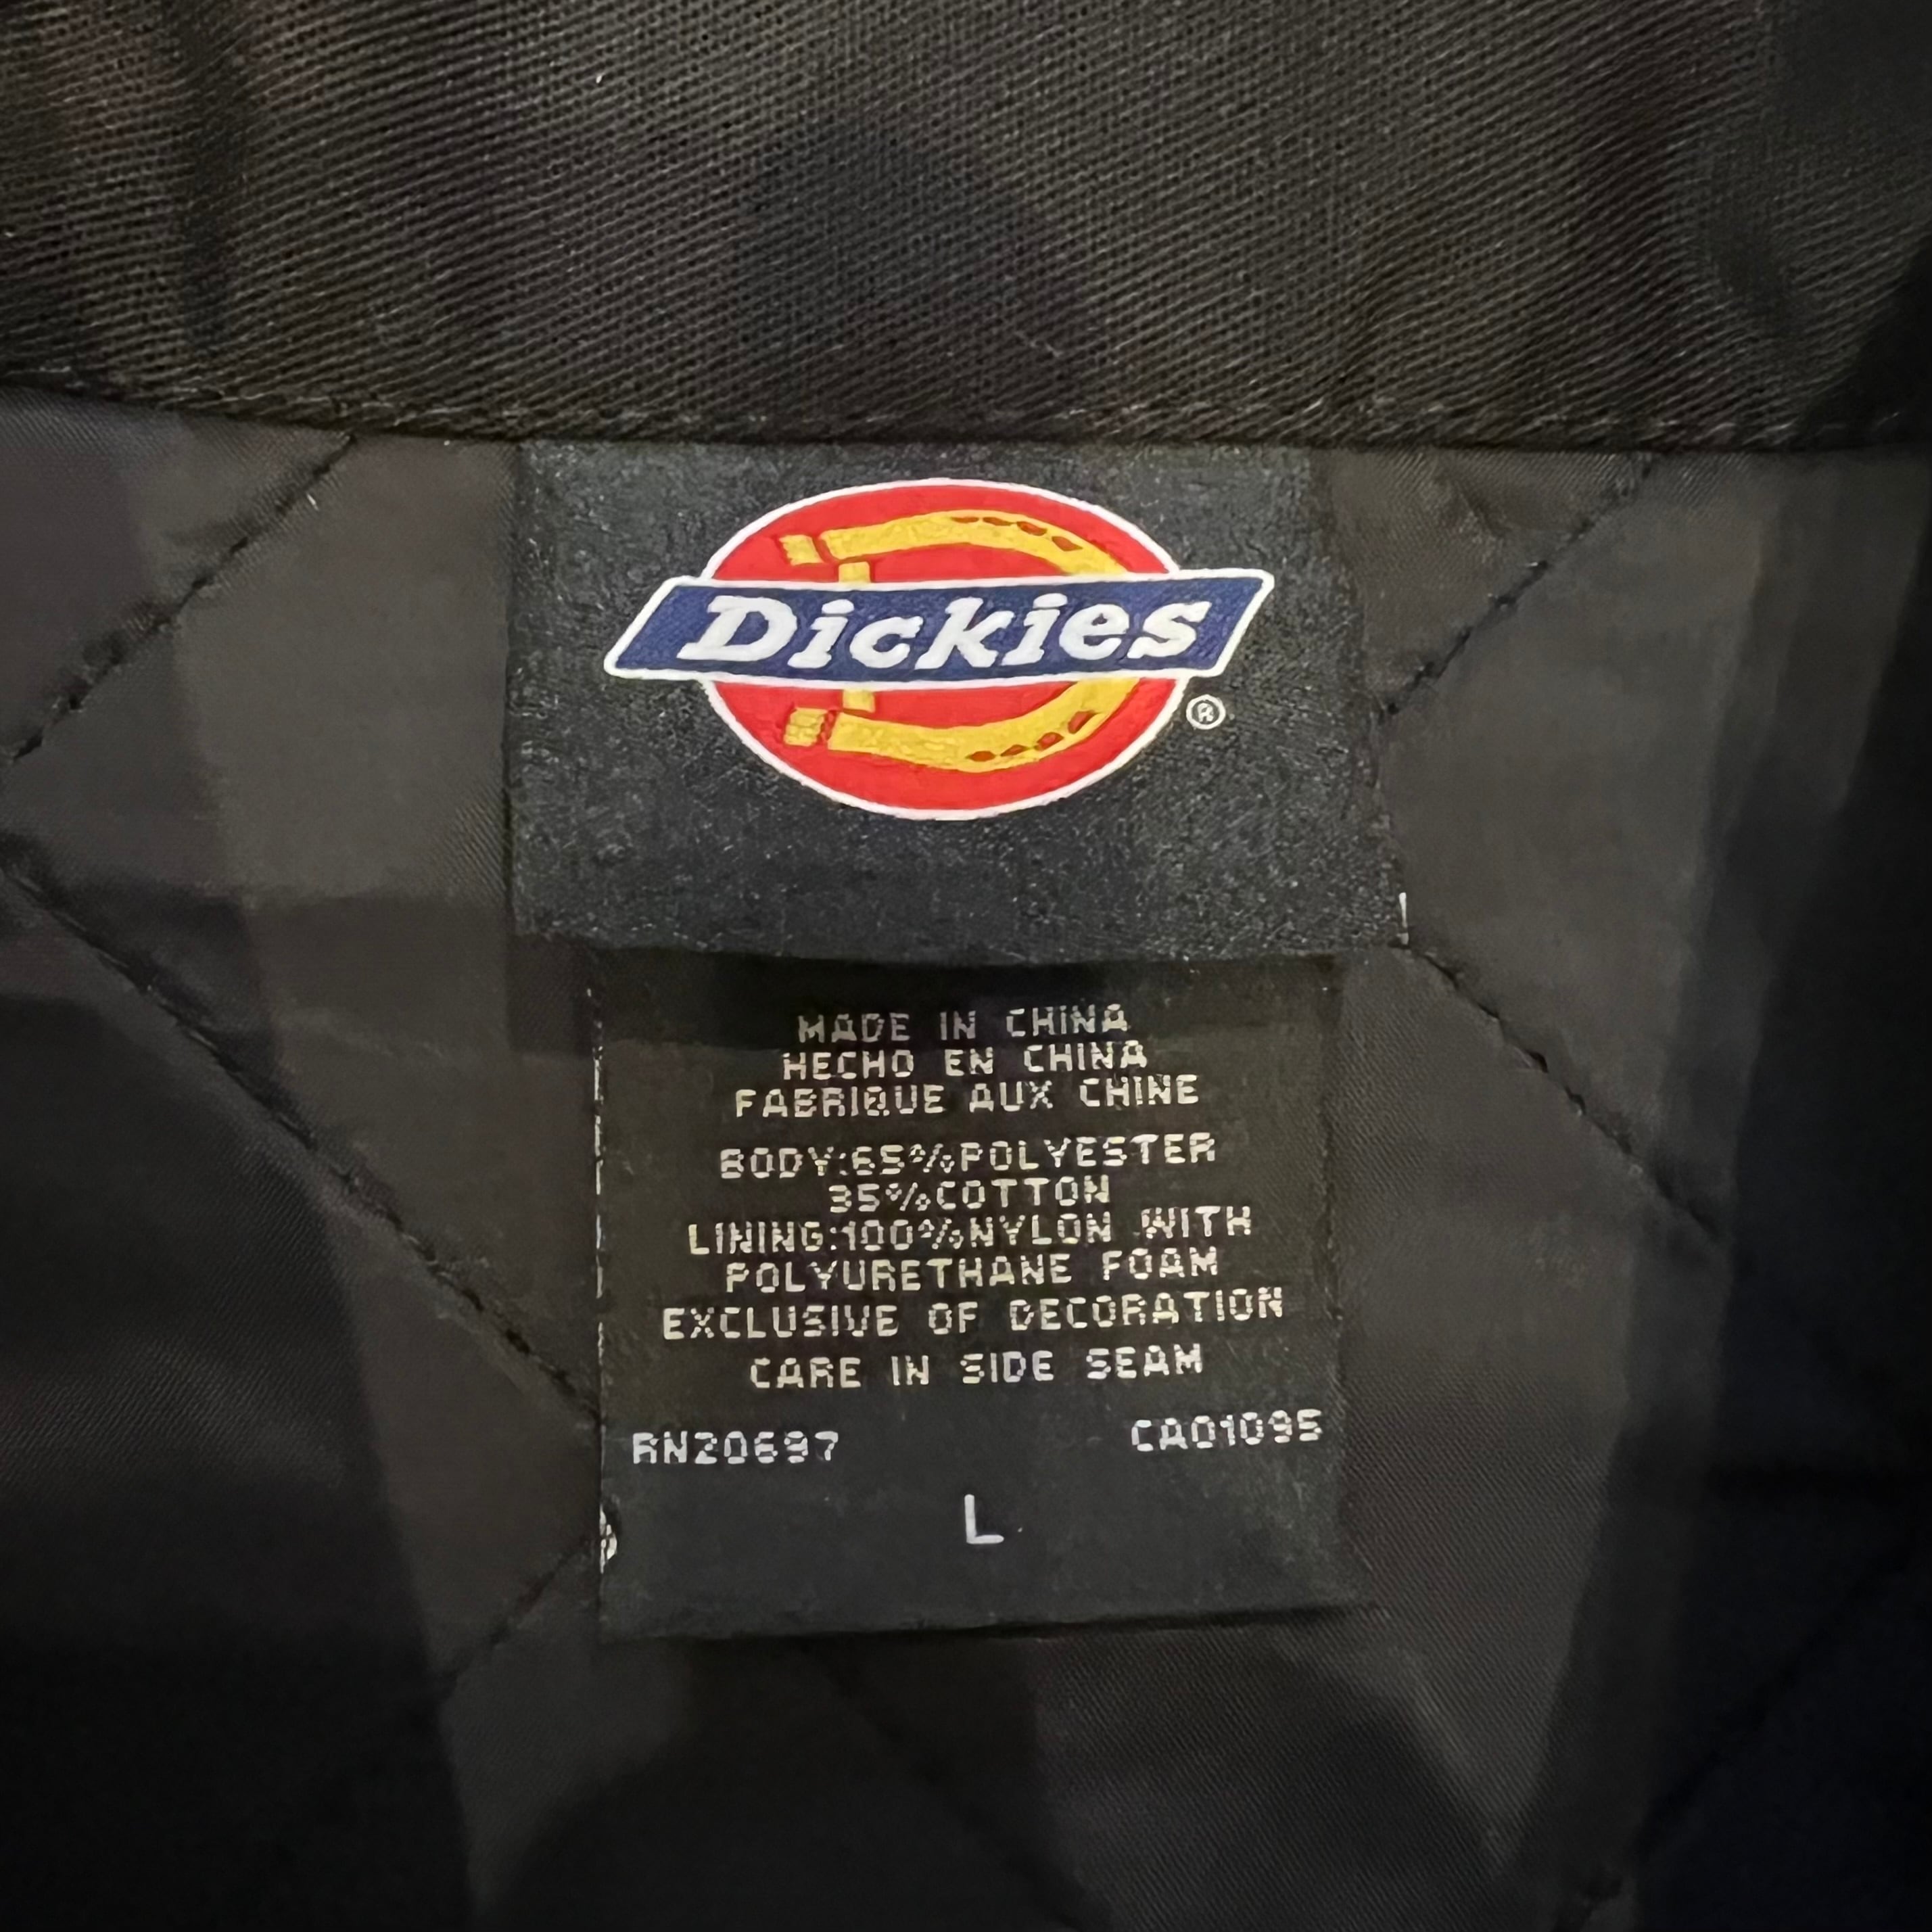 Dickies
®
MADE IN CHINA
HECHO EN CHINA
FABRIQUE AUX CHINE
BODY:65%POLYESTER
35%COTTON
LINING:100%NYLON WITH
POLYURETHANE FOAM
EXCLUSIVE OF DECORATION
CARE IN SIDE SEAM
RN20697 CA01095
L